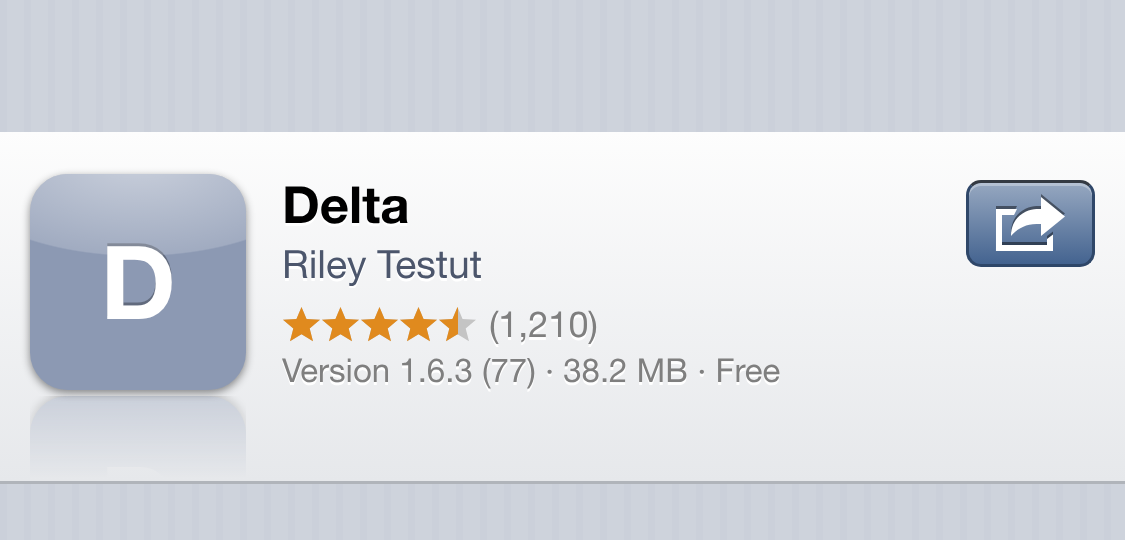 D
Delta
Riley Testut
(1,210)
Version 1.6.3 (77) · 38.2 MB · Free